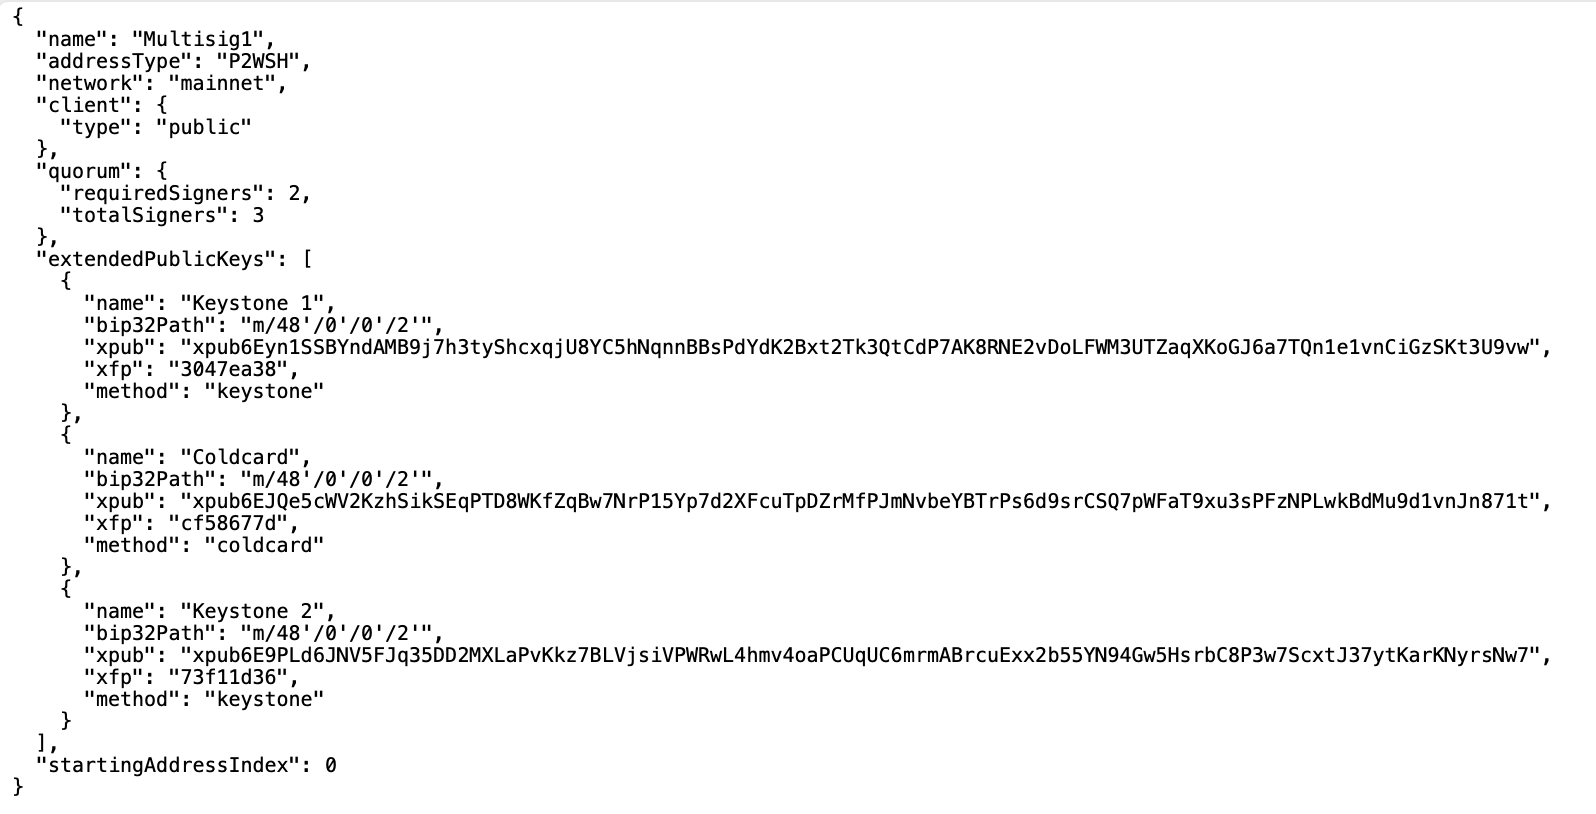 {
"name": "Multisig1",
"addressType": "P2WSH",
"network": "mainnet",
"client": {
"type": "public"
},
"quorum": {
"requiredSigners": 2,
"totalSigners": 3
},
"extendedPublicKeys": [
{
"name": "Keystone 1",
"bip32Path": "m/48'/0'/0'/2'",
"xpub": "xpub6Eyn1SSBYndAMB9j7h3tyShcxqjU8YC5hNqnnBBsPdYdK2Bxt2Tk3QtCdP7AK8RNE2vDoLFWM3UTZaqXKoGJ6a7TQn1e1vnCiGzSKt3U9vw",
"xfp": "3047ea38",
"method": "keystone"
},
{
"name": "Coldcard",
"bip32Path": "m/48'/0'/0'/2'",
"xpub": "xpub6EJQe5cWV2KzhSikSEqPTD8WKfZqBw7NrP15Yp7d2XFcuTpDZrMfPJmNvbeYBTrPs6d9srCSQ7pWFaT9xu3sPFzNPLwkBdMu9d1vnJn871t",
"xfp": "cf58677d",
"method": "coldcard"
},
{
"name": "Keystone 2",
"bip32Path": "m/48'/0'/0'/2'",
"xpub": "xpub6E9PLd6JNV5FJq35DD2MXLaPvKkz7BLVjsiVPWRwL4hmv4oaPCUqUC6mrmABrcuExx2b55YN94Gw5HsrbC8P3w7ScxtJ37ytKarKNyrsNw7",
"xfp": "73f11d36",
"method": "keystone"
}
],
"startingAddressIndex": 0
}